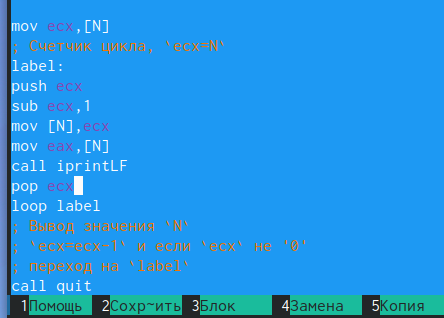 mov ecx,[N]
; Счетчик цикла, `ecx=N`
label:
push ecx
sub ecx,1
mov [N],ecx
mov eax,[N]
call iprintLF
pop ecx
loop label
; Вывод значения `N`
; `ecx=ecx-1` и если `ecx` не '0'
; переход на `label`
call quit
1Помощь 2Сохр~ить 3Блок 4Замена 5Копия